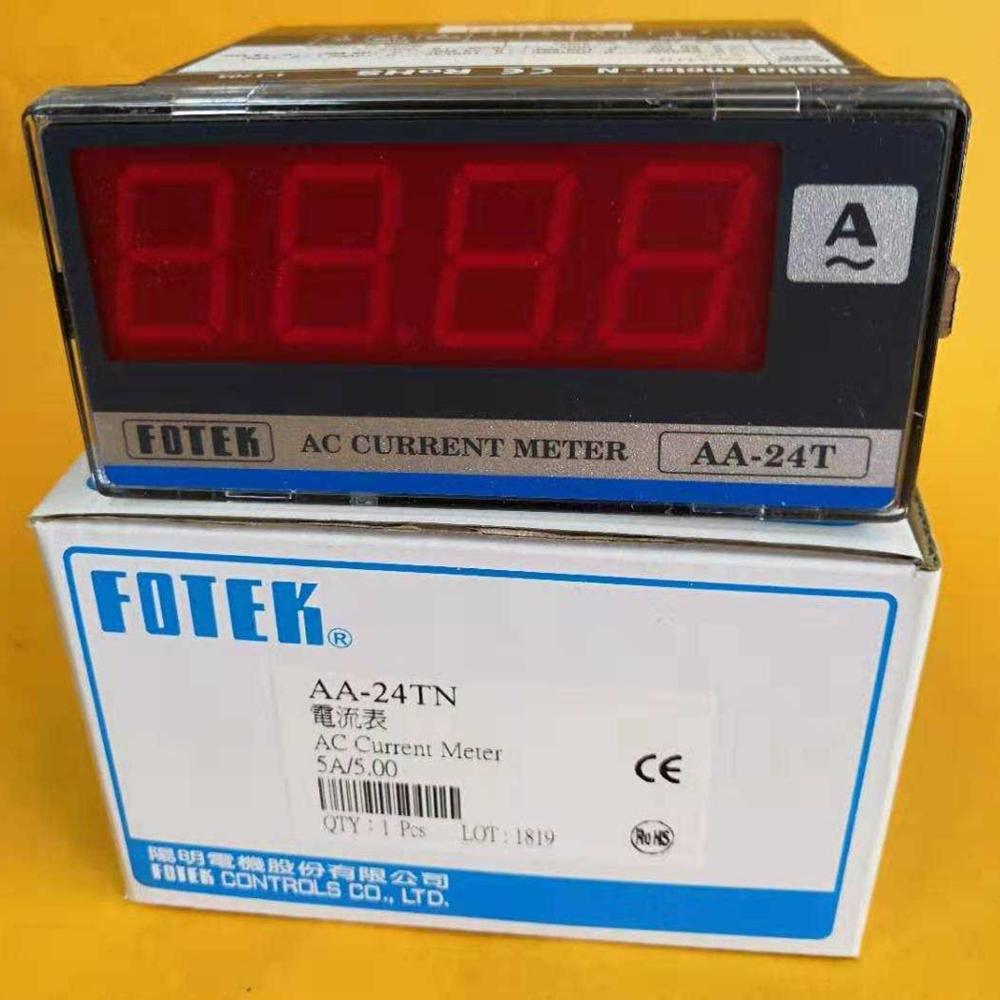 Digital meter-N CE RoHS
A
~
FOTEK AC CURRENT METER AA-24T
FOTEK®
AA-24TN
電流表
AC Current Meter
5A/5.00
QTY : 1 Pcs LOT : 1819
CE
RoHS
陽明電機股份有限公司
FOTEK CONTROLS CO., LTD.